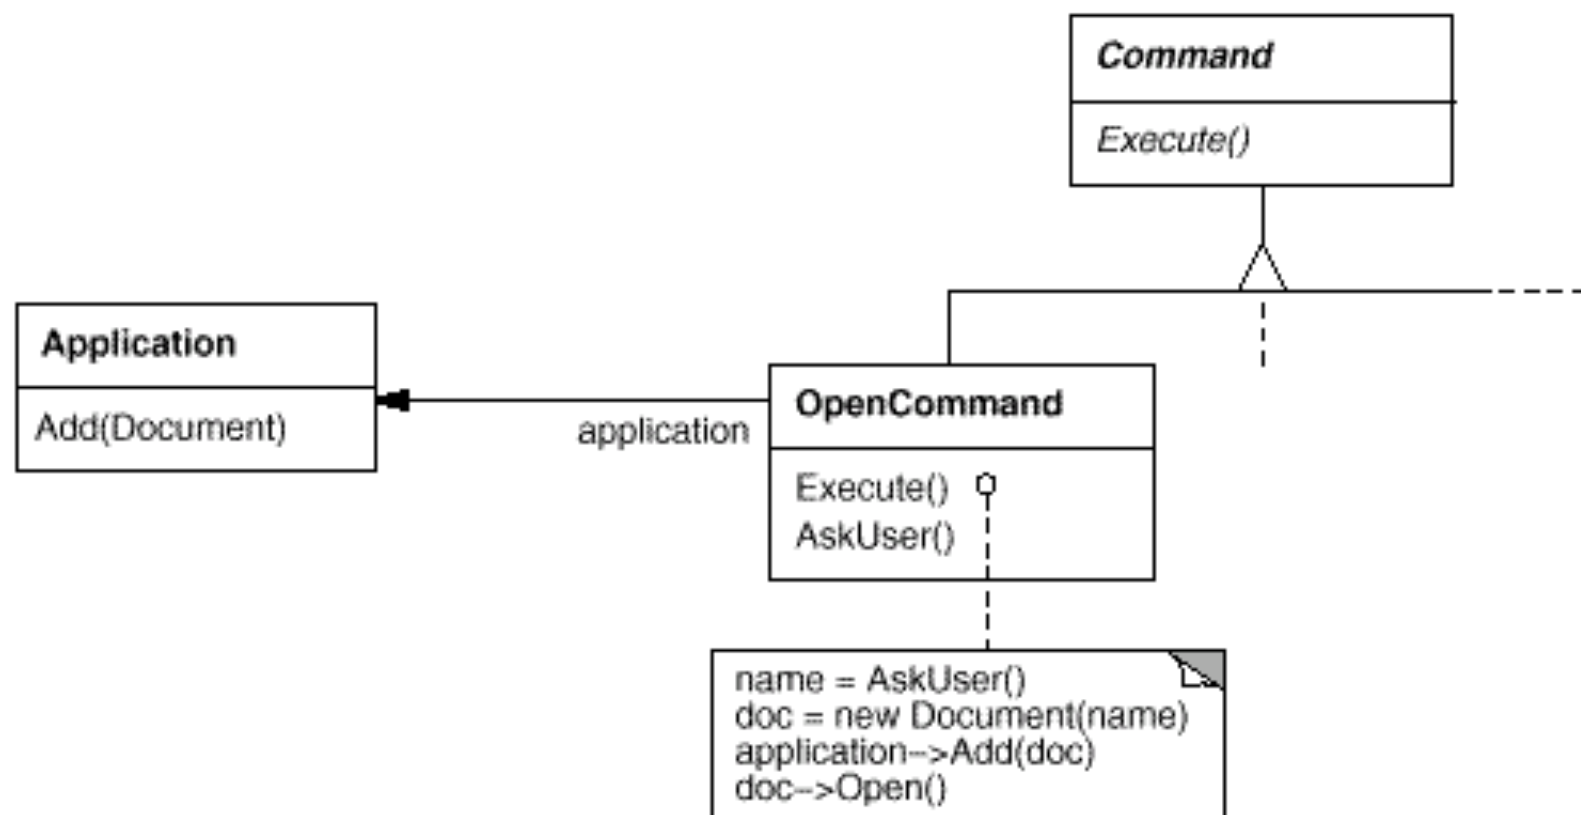 Command
Execute()
Application
Add(Document)
application
OpenCommand
Execute()
AskUser()
name = AskUser()
doc = new Document(name)
application–>Add(doc)
doc–>Open()